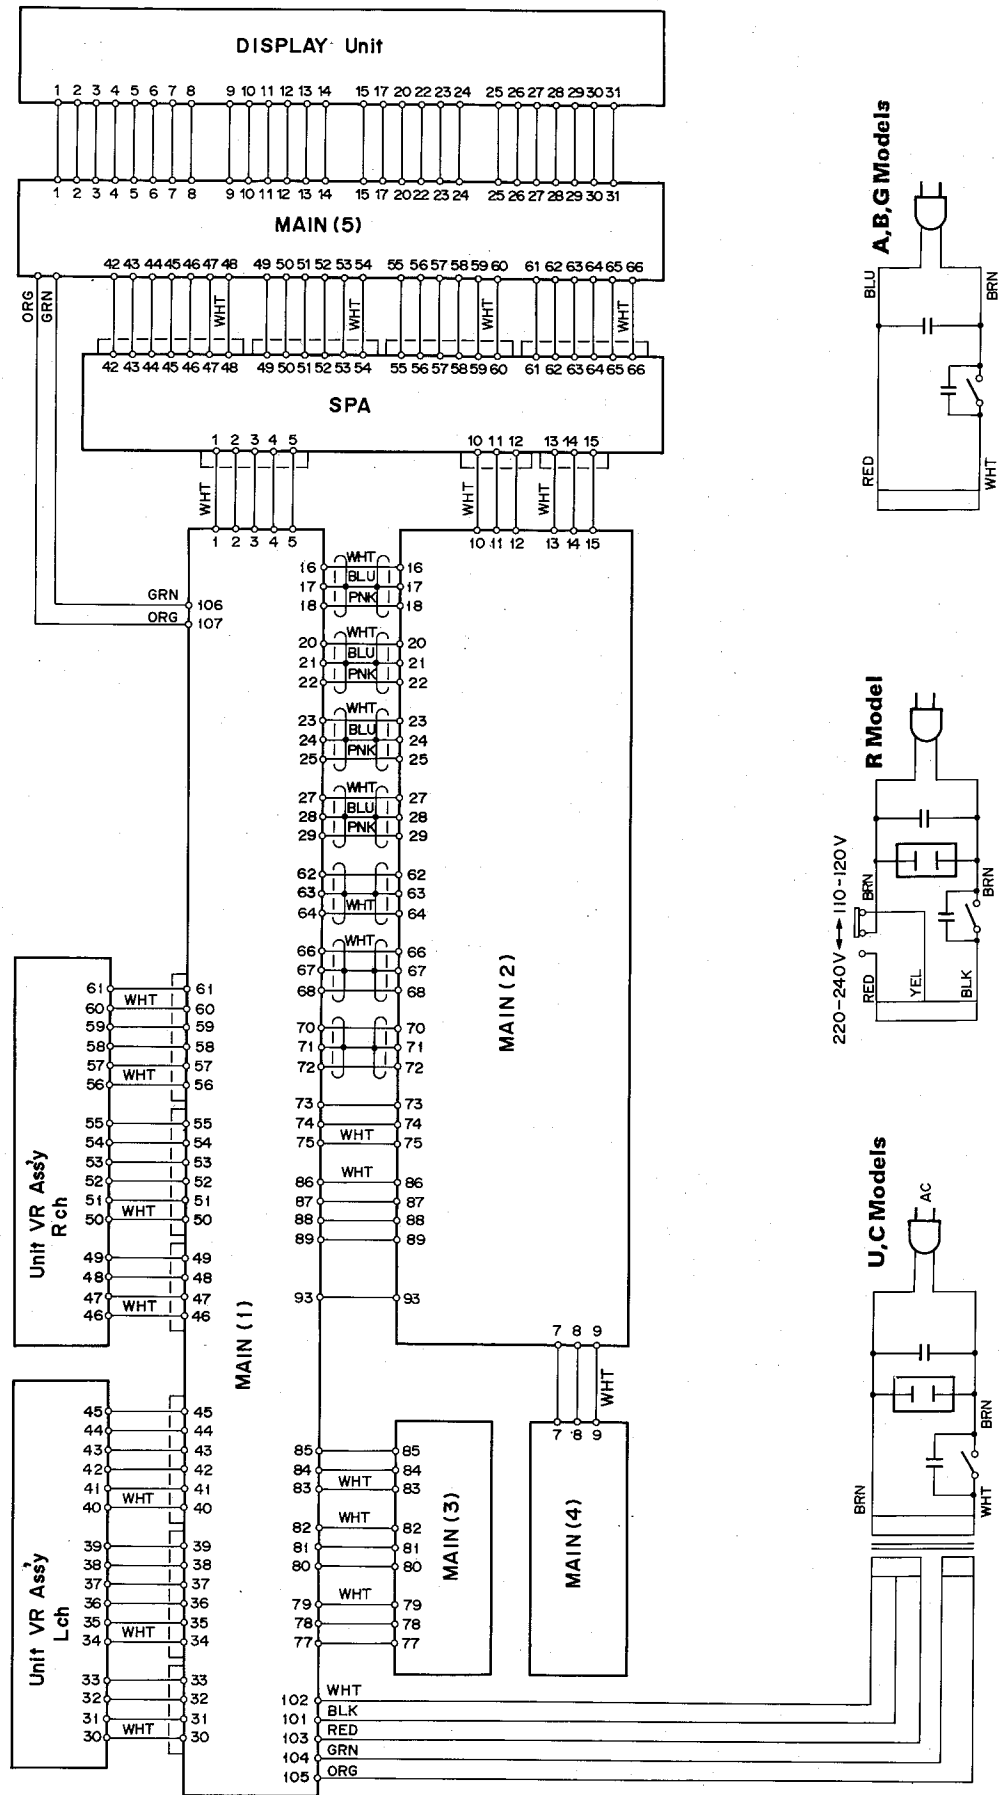 DISPLAY Unit
1 2 3 4 5 6 7 8 9 10 11 12 13 14 15 17 20 22 23 24 25 26 27 28 29 30 31
1 2 3 4 5 6 7 8 9 10 11 12 13 14 15 17 20 22 23 24 25 26 27 28 29 30 31
MAIN (5)
42 43 44 45 46 47 48 49 50 51 52 53 54 55 56 57 58 59 60 61 62 63 64 65 66
ORG GRN WHT WHT WHT WHT
42 43 44 45 46 47 48 49 50 51 52 53 54 55 56 57 58 59 60 61 62 63 64 65 66
SPA
1 2 3 4 5 10 11 12 13 14 15
WHT WHT WHT
1 2 3 4 5 10 11 12 13 14 15
16 WHT 16
17 BLU 17
18 PNK 18
GRN 106
ORG 107
20 WHT 20
21 BLU 21
22 PNK 22
23 WHT 23
24 BLU 24
25 PNK 25
27 WHT 27
28 BLU 28
29 PNK 29
62 62
63 63
64 WHT 64
66 WHT 66
67 67
68 68
70 70
71 71
72 72
73 73
74 74
75 WHT 75
86 WHT 86
87 87
88 88
89 89
93 93
MAIN (2)
61 61
60 WHT 60
59 59
58 58
57 57
56 WHT 56
55 55
54 54
53 53
52 52
51 51
50 WHT 50
49 49
48 48
47 47
46 WHT 46
Unit VR Ass'y
R ch
MAIN (1)
7 8 9
WHT
7 8 9
45 45
44 44
43 43
42 42
41 41
40 WHT 40
39 39
38 38
37 37
36 36
35 35
34 WHT 34
33 33
32 32
31 31
30 WHT 30
Unit VR Ass'y
L ch
85 85
84 84
83 WHT 83
82 WHT 82
81 81
80 80
79 WHT 79
78 78
77 77
MAIN (3)
MAIN (4)
102 WHT
101 BLK
103 RED
104 GRN
105 ORG
A,B,G Models
BLU BRN
RED WHT
R Model
220-240V ↔ 110-120V
BRN BRN
RED YEL BLK
U,C Models
AC
BRN
BRN WHT